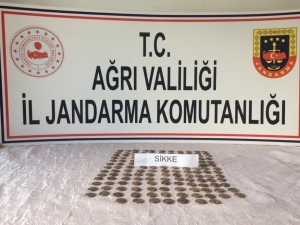 T.C.
AĞRI VALİLİĞİ
İL JANDARMA KOMUTANLIĞI
SİKKE